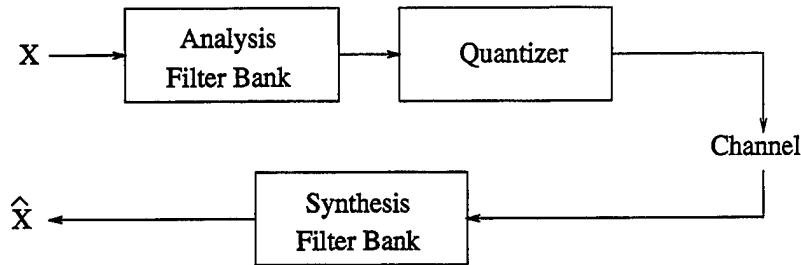 X
Analysis
Filter Bank
Quantizer
Channel
Synthesis
Filter Bank
X̂